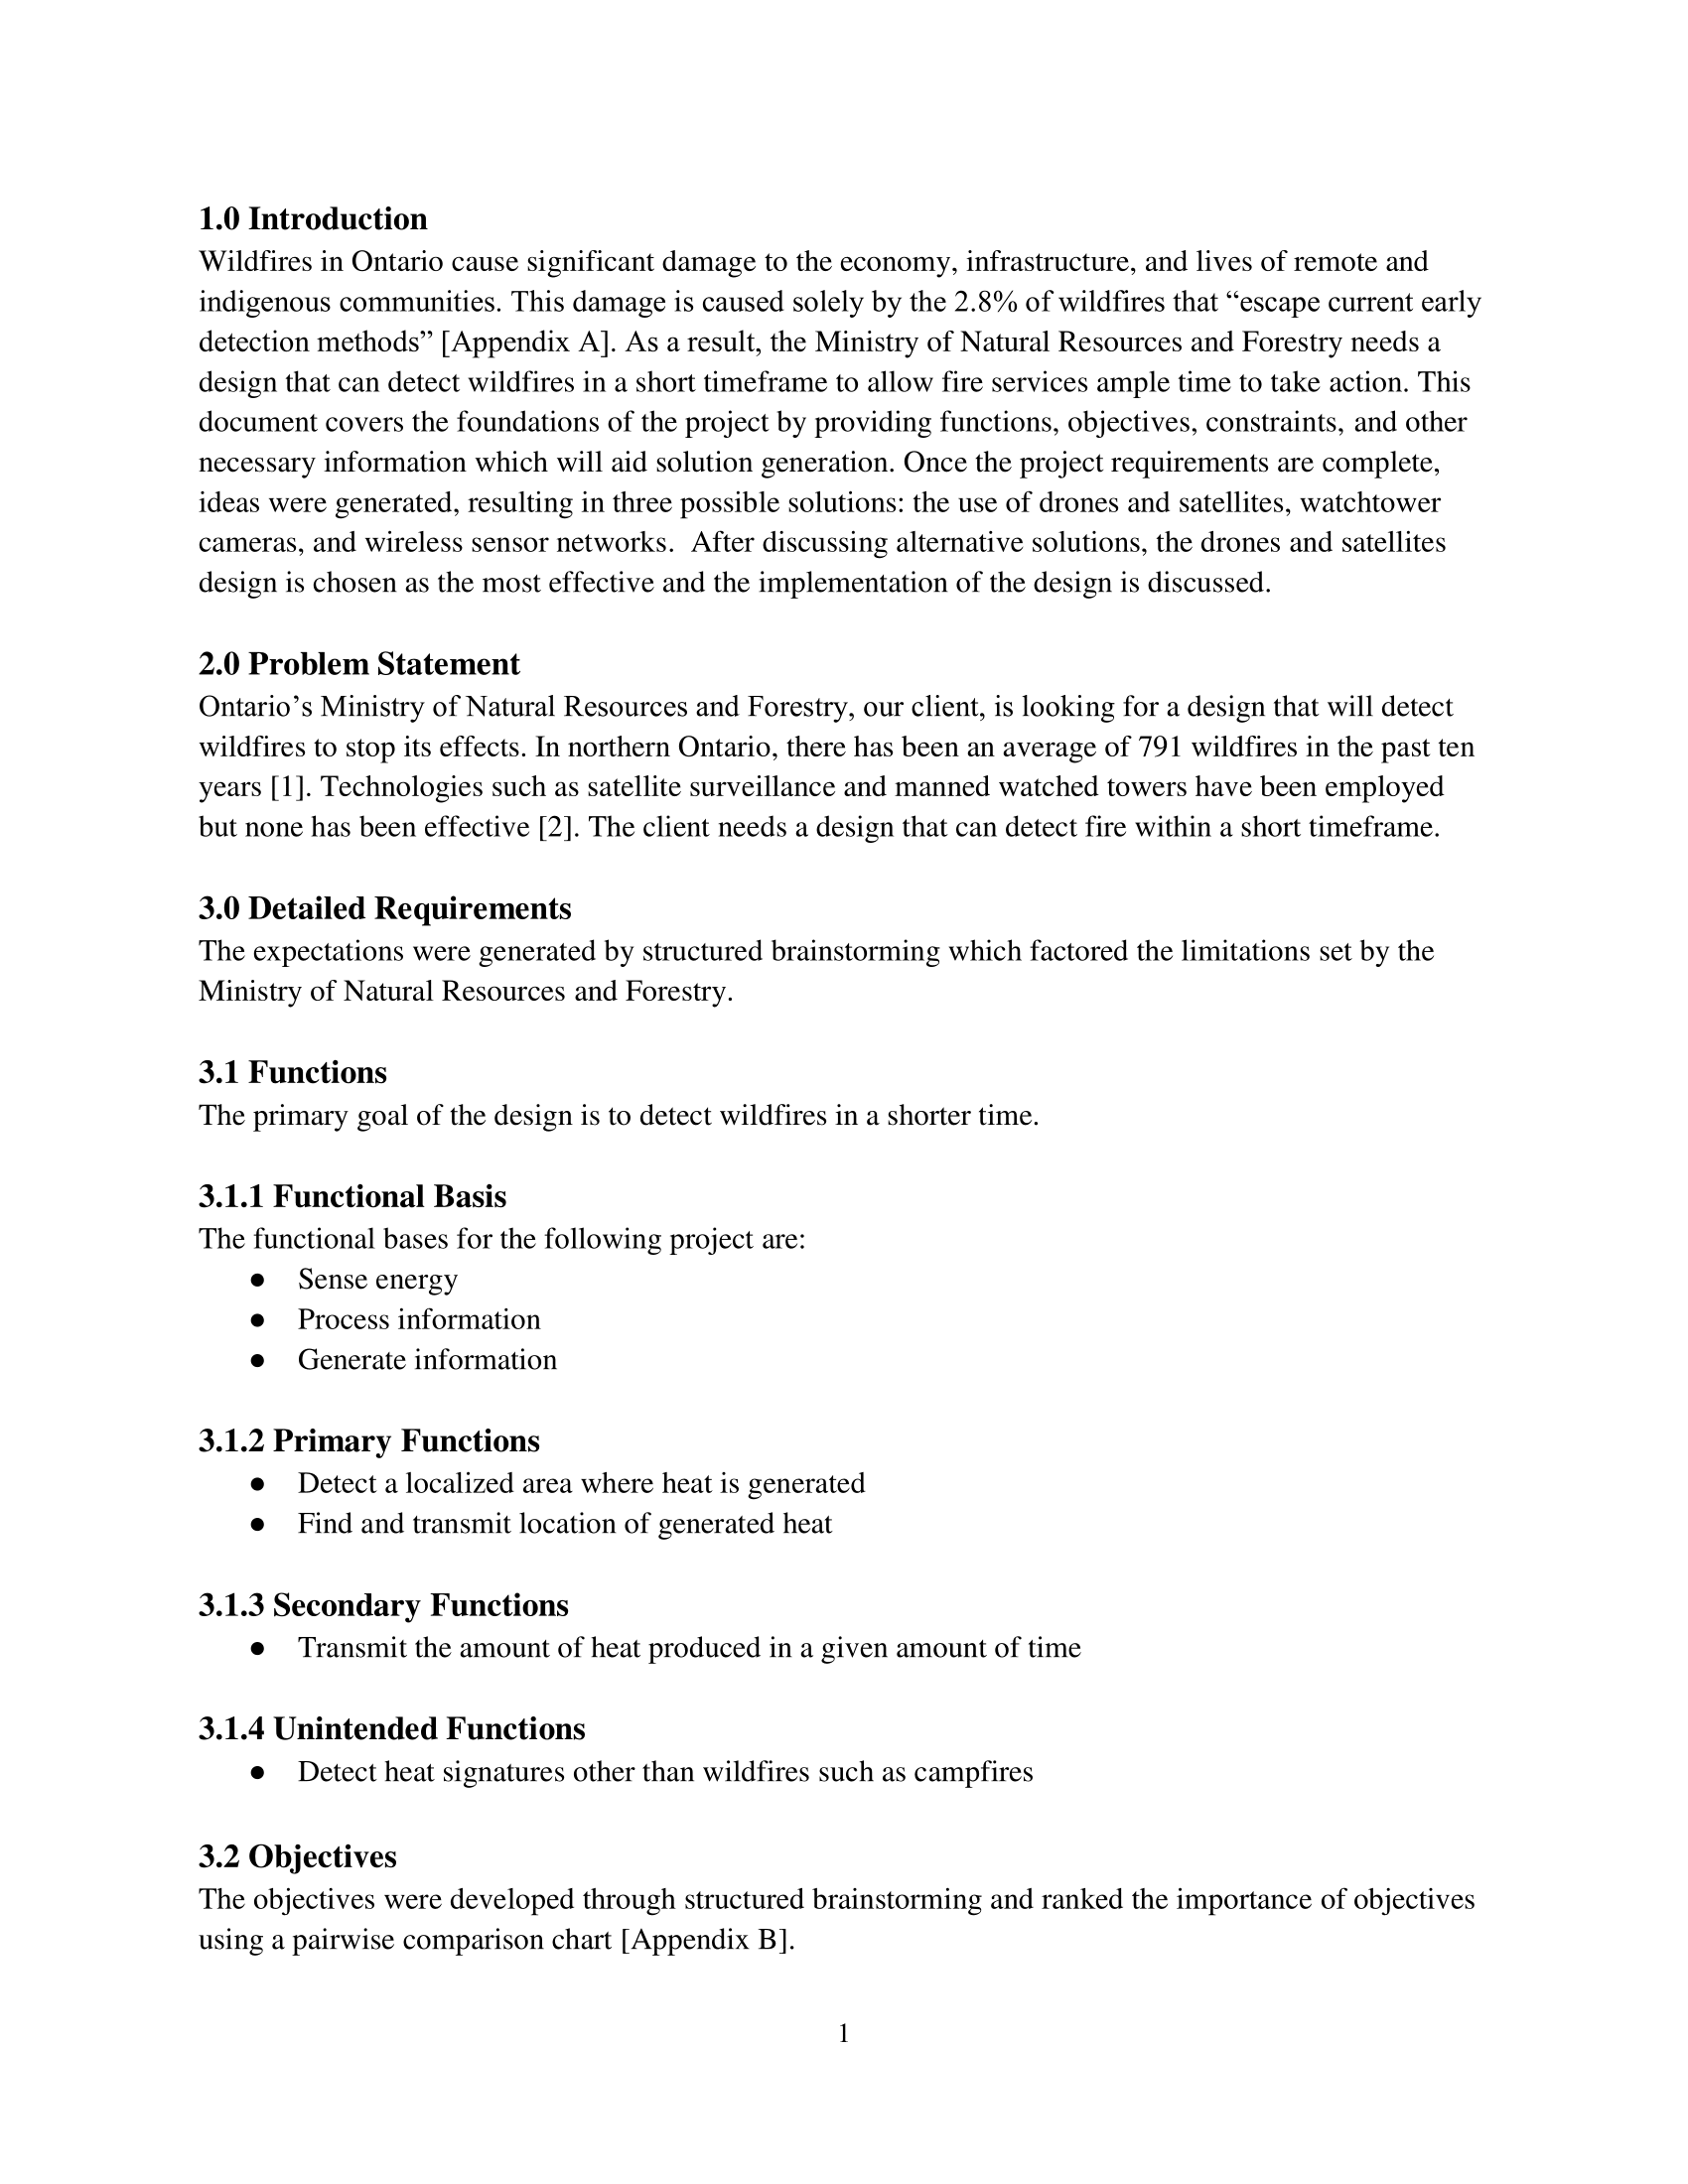 1.0 Introduction
Wildfires in Ontario cause significant damage to the economy, infrastructure, and lives of remote and
indigenous communities. This damage is caused solely by the 2.8% of wildfires that “escape current early
detection methods” [Appendix A]. As a result, the Ministry of Natural Resources and Forestry needs a
design that can detect wildfires in a short timeframe to allow fire services ample time to take action. This
document covers the foundations of the project by providing functions, objectives, constraints, and other
necessary information which will aid solution generation. Once the project requirements are complete,
ideas were generated, resulting in three possible solutions: the use of drones and satellites, watchtower
cameras, and wireless sensor networks.  After discussing alternative solutions, the drones and satellites
design is chosen as the most effective and the implementation of the design is discussed.
2.0 Problem Statement
Ontario’s Ministry of Natural Resources and Forestry, our client, is looking for a design that will detect
wildfires to stop its effects. In northern Ontario, there has been an average of 791 wildfires in the past ten
years [1]. Technologies such as satellite surveillance and manned watched towers have been employed
but none has been effective [2]. The client needs a design that can detect fire within a short timeframe.
3.0 Detailed Requirements
The expectations were generated by structured brainstorming which factored the limitations set by the
Ministry of Natural Resources and Forestry.
3.1 Functions
The primary goal of the design is to detect wildfires in a shorter time.
3.1.1 Functional Basis
The functional bases for the following project are:
● Sense energy
● Process information
● Generate information
3.1.2 Primary Functions
● Detect a localized area where heat is generated
● Find and transmit location of generated heat
3.1.3 Secondary Functions
● Transmit the amount of heat produced in a given amount of time
3.1.4 Unintended Functions
● Detect heat signatures other than wildfires such as campfires
3.2 Objectives
The objectives were developed through structured brainstorming and ranked the importance of objectives
using a pairwise comparison chart [Appendix B].
1